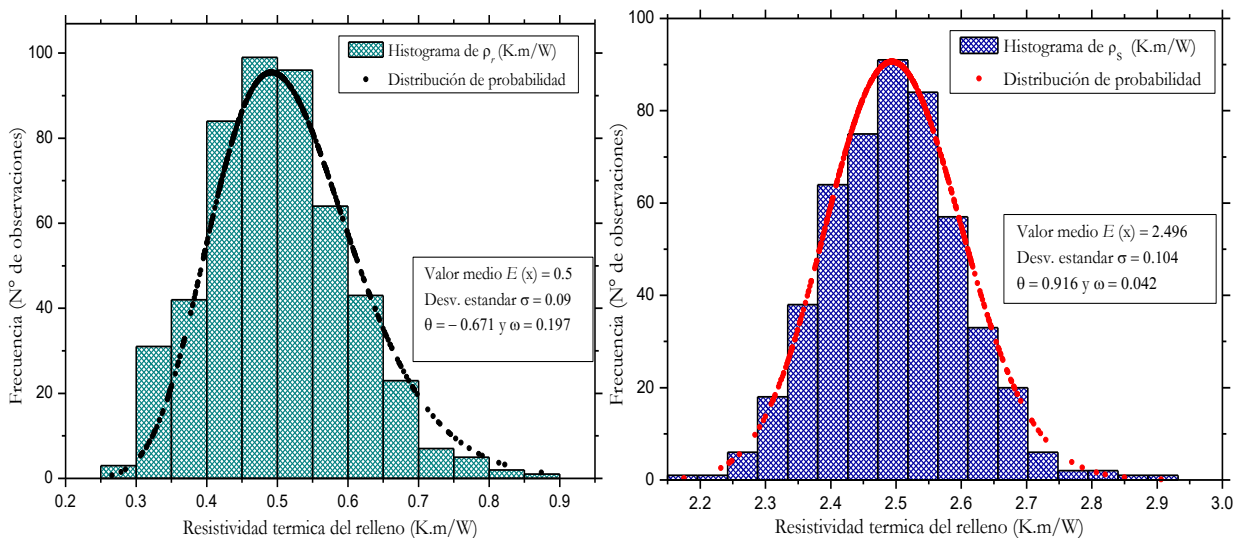 Histograma de ρr (K.m/W)
Distribución de probabilidad
Frecuencia (N° de observaciones)
100
80
60
40
20
0
Valor medio E (x) = 0.5
Desv. estandar σ = 0.09
θ = − 0.671 y ω = 0.197
0.2 0.3 0.4 0.5 0.6 0.7 0.8 0.9
Resistividad termica del relleno (K.m/W)
Histograma de ρs (K.m/W)
Distribución de probabilidad
Frecuencia (N° de observaciones)
100
80
60
40
20
0
Valor medio E (x) = 2.496
Desv. estandar σ = 0.104
θ = 0.916 y ω = 0.042
2.2 2.3 2.4 2.5 2.6 2.7 2.8 2.9 3.0
Resistividad termica del relleno (K.m/W)